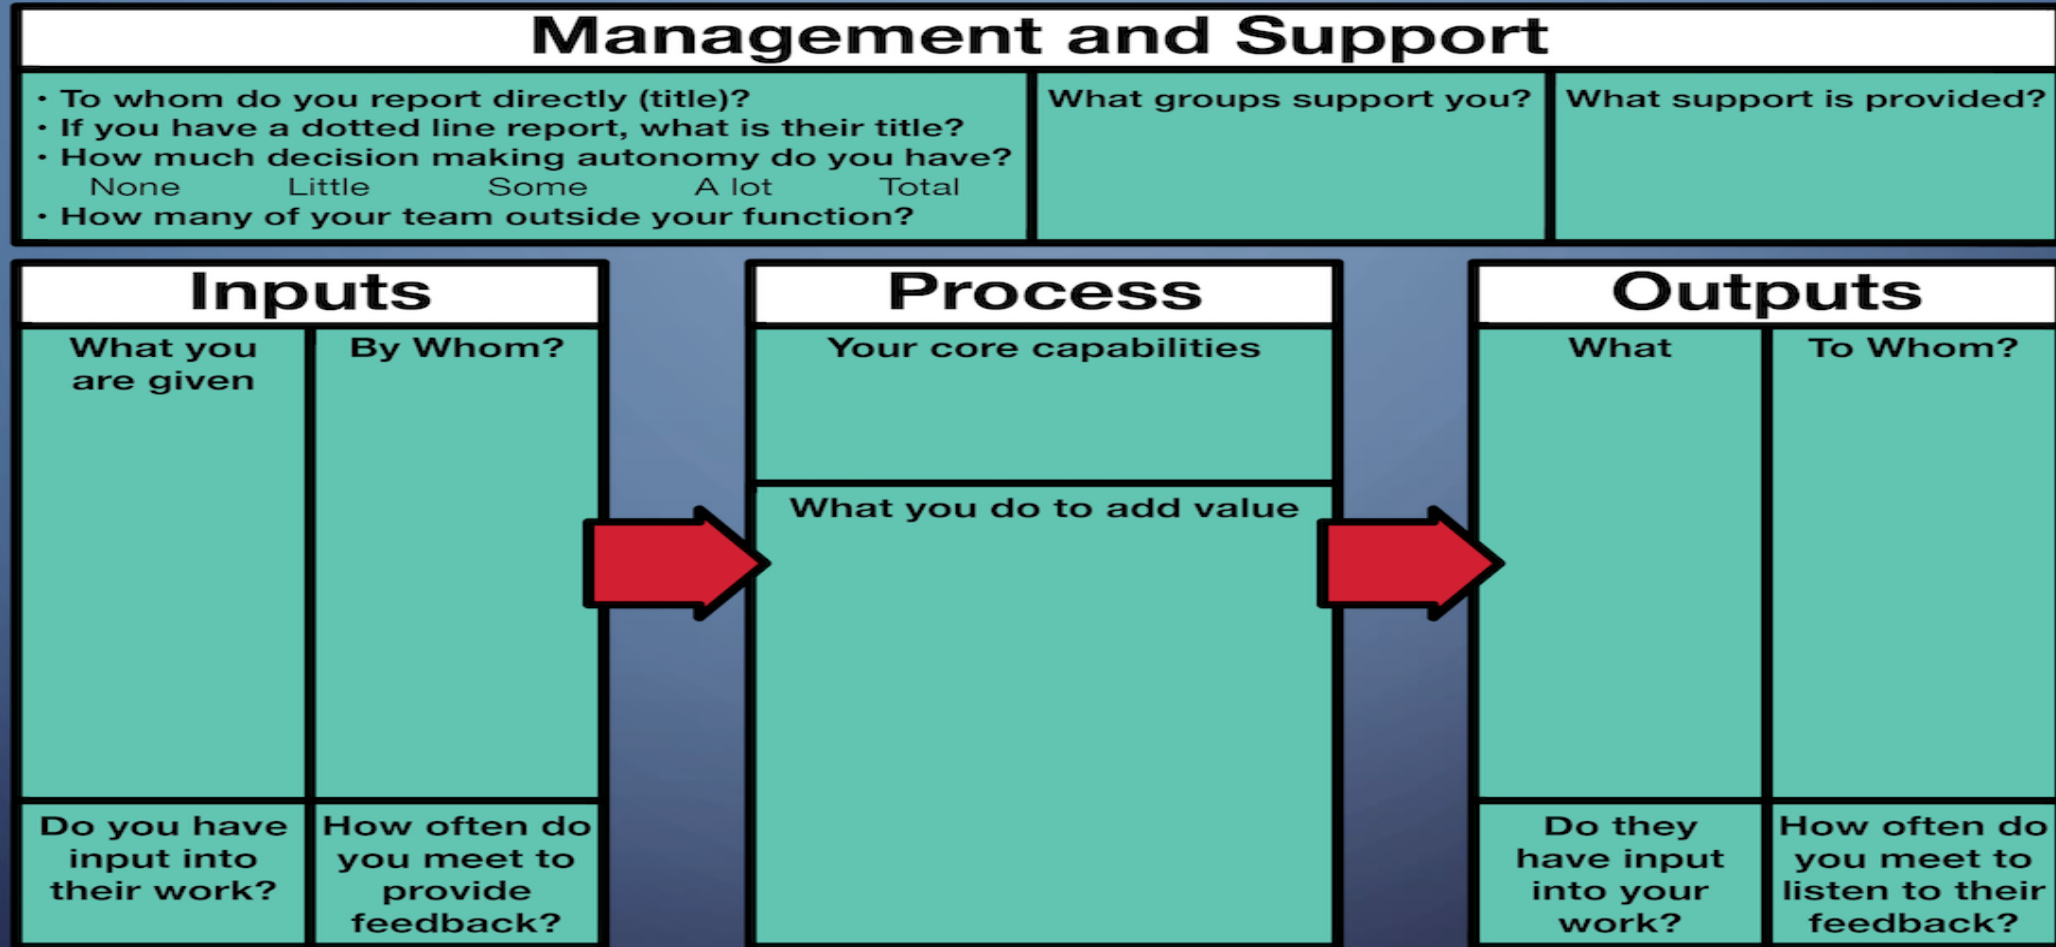 Management and Support
• To whom do you report directly (title)?
• If you have a dotted line report, what is their title?
• How much decision making autonomy do you have?
None Little Some A lot Total
• How many of your team outside your function?
What groups support you?
What support is provided?
Inputs
What you
are given
By Whom?
Do you have
input into
their work?
How often do
you meet to
provide
feedback?
Process
Your core capabilities
What you do to add value
Outputs
What
To Whom?
Do they
have input
into your
work?
How often do
you meet to
listen to their
feedback?